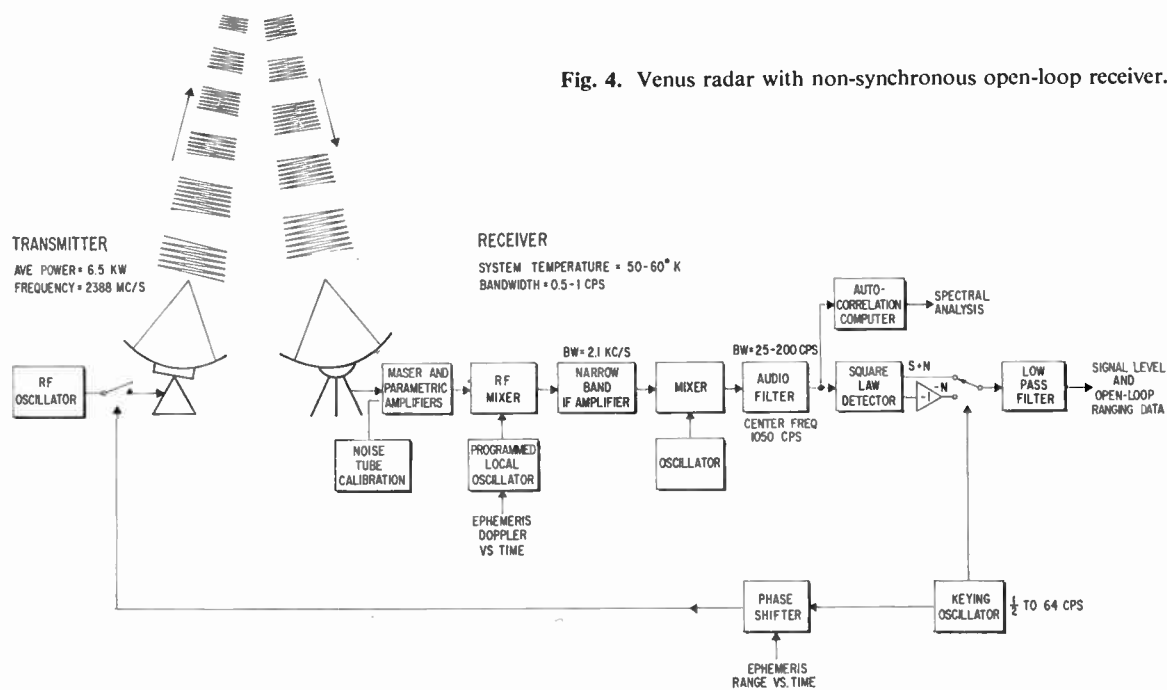 Fig. 4. Venus radar with non-synchronous open-loop receiver.
TRANSMITTER
AVE POWER = 6.5 KW
FREQUENCY = 2388 MC/S
RECEIVER
SYSTEM TEMPERATURE = 50-60° K
BANDWIDTH = 0.5-1 CPS
RF
OSCILLATOR
MASER AND
PARAMETRIC
AMPLIFIERS
NOISE
TUBE
CALIBRATION
RF
MIXER
PROGRAMMED
LOCAL
OSCILLATOR
EPHEMERIS
DOPPLER
VS TIME
BW = 2.1 KC/S
NARROW
BAND
IF AMPLIFIER
MIXER
OSCILLATOR
BW = 25-200 CPS
AUDIO
FILTER
CENTER FREQ
1050 CPS
AUTO-
CORRELATION
COMPUTER
SPECTRAL
ANALYSIS
SQUARE
LAW
DETECTOR
S+N
-1
-N
LOW
PASS
FILTER
SIGNAL LEVEL
AND
OPEN-LOOP
RANGING DATA
PHASE
SHIFTER
EPHEMERIS
RANGE VS. TIME
KEYING
OSCILLATOR
1/2 TO 64 CPS